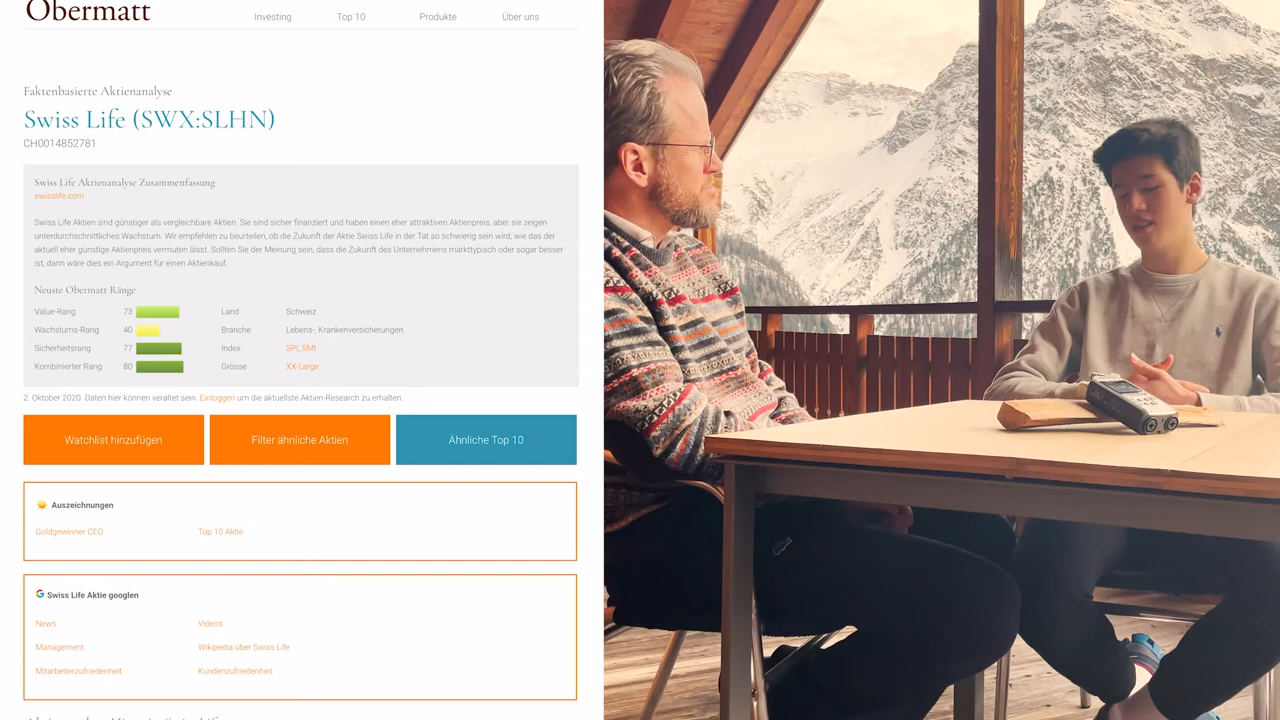 Obermatt
Investing Top 10 Produkte Über uns
Faktenbasierte Aktienanalyse
Swiss Life (SWX:SLHN)
CH0014852781
Swiss Life Aktienanalyse Zusammenfassung
swisslife.com
Swiss Life Aktien sind günstiger als vergleichbare Aktien. Sie sind sicher finanziert und haben einen eher attraktiven Aktienpreis, aber sie zeigen
unterdurchschnittliches Wachstum. Wir empfehlen zu beurteilen, ob die Zukunft der Aktie Swiss Life in der Tat so schwierig sein wird, wie das der
aktuell eher günstige Aktienpreis vermuten lässt. Sollten Sie der Meinung sein, dass die Zukunft des Unternehmens markttypisch oder sogar besser
ist, dann wäre dies ein Argument für einen Aktienkauf.
Neuste Obermatt Ränge
Value-Rang 73 Land Schweiz
Wachstums-Rang 40 Branche Lebens-, Krankenversicherungen
Sicherheitsrang 77 Index SPI, SMI
Kombinierter Rang 80 Grösse XX-Large
2. Oktober 2020. Daten hier können veraltet sein. Einloggen um die aktuellste Aktien-Research zu erhalten.
Watchlist hinzufügen Filter ähnliche Aktien Ähnliche Top 10
Auszeichnungen
Goldgewinner CEO Top 10 Aktie
Swiss Life Aktie googlen
News Videos
Management Wikipedia über Swiss Life
Mitarbeiterzufriedenheit Kundenzufriedenheit